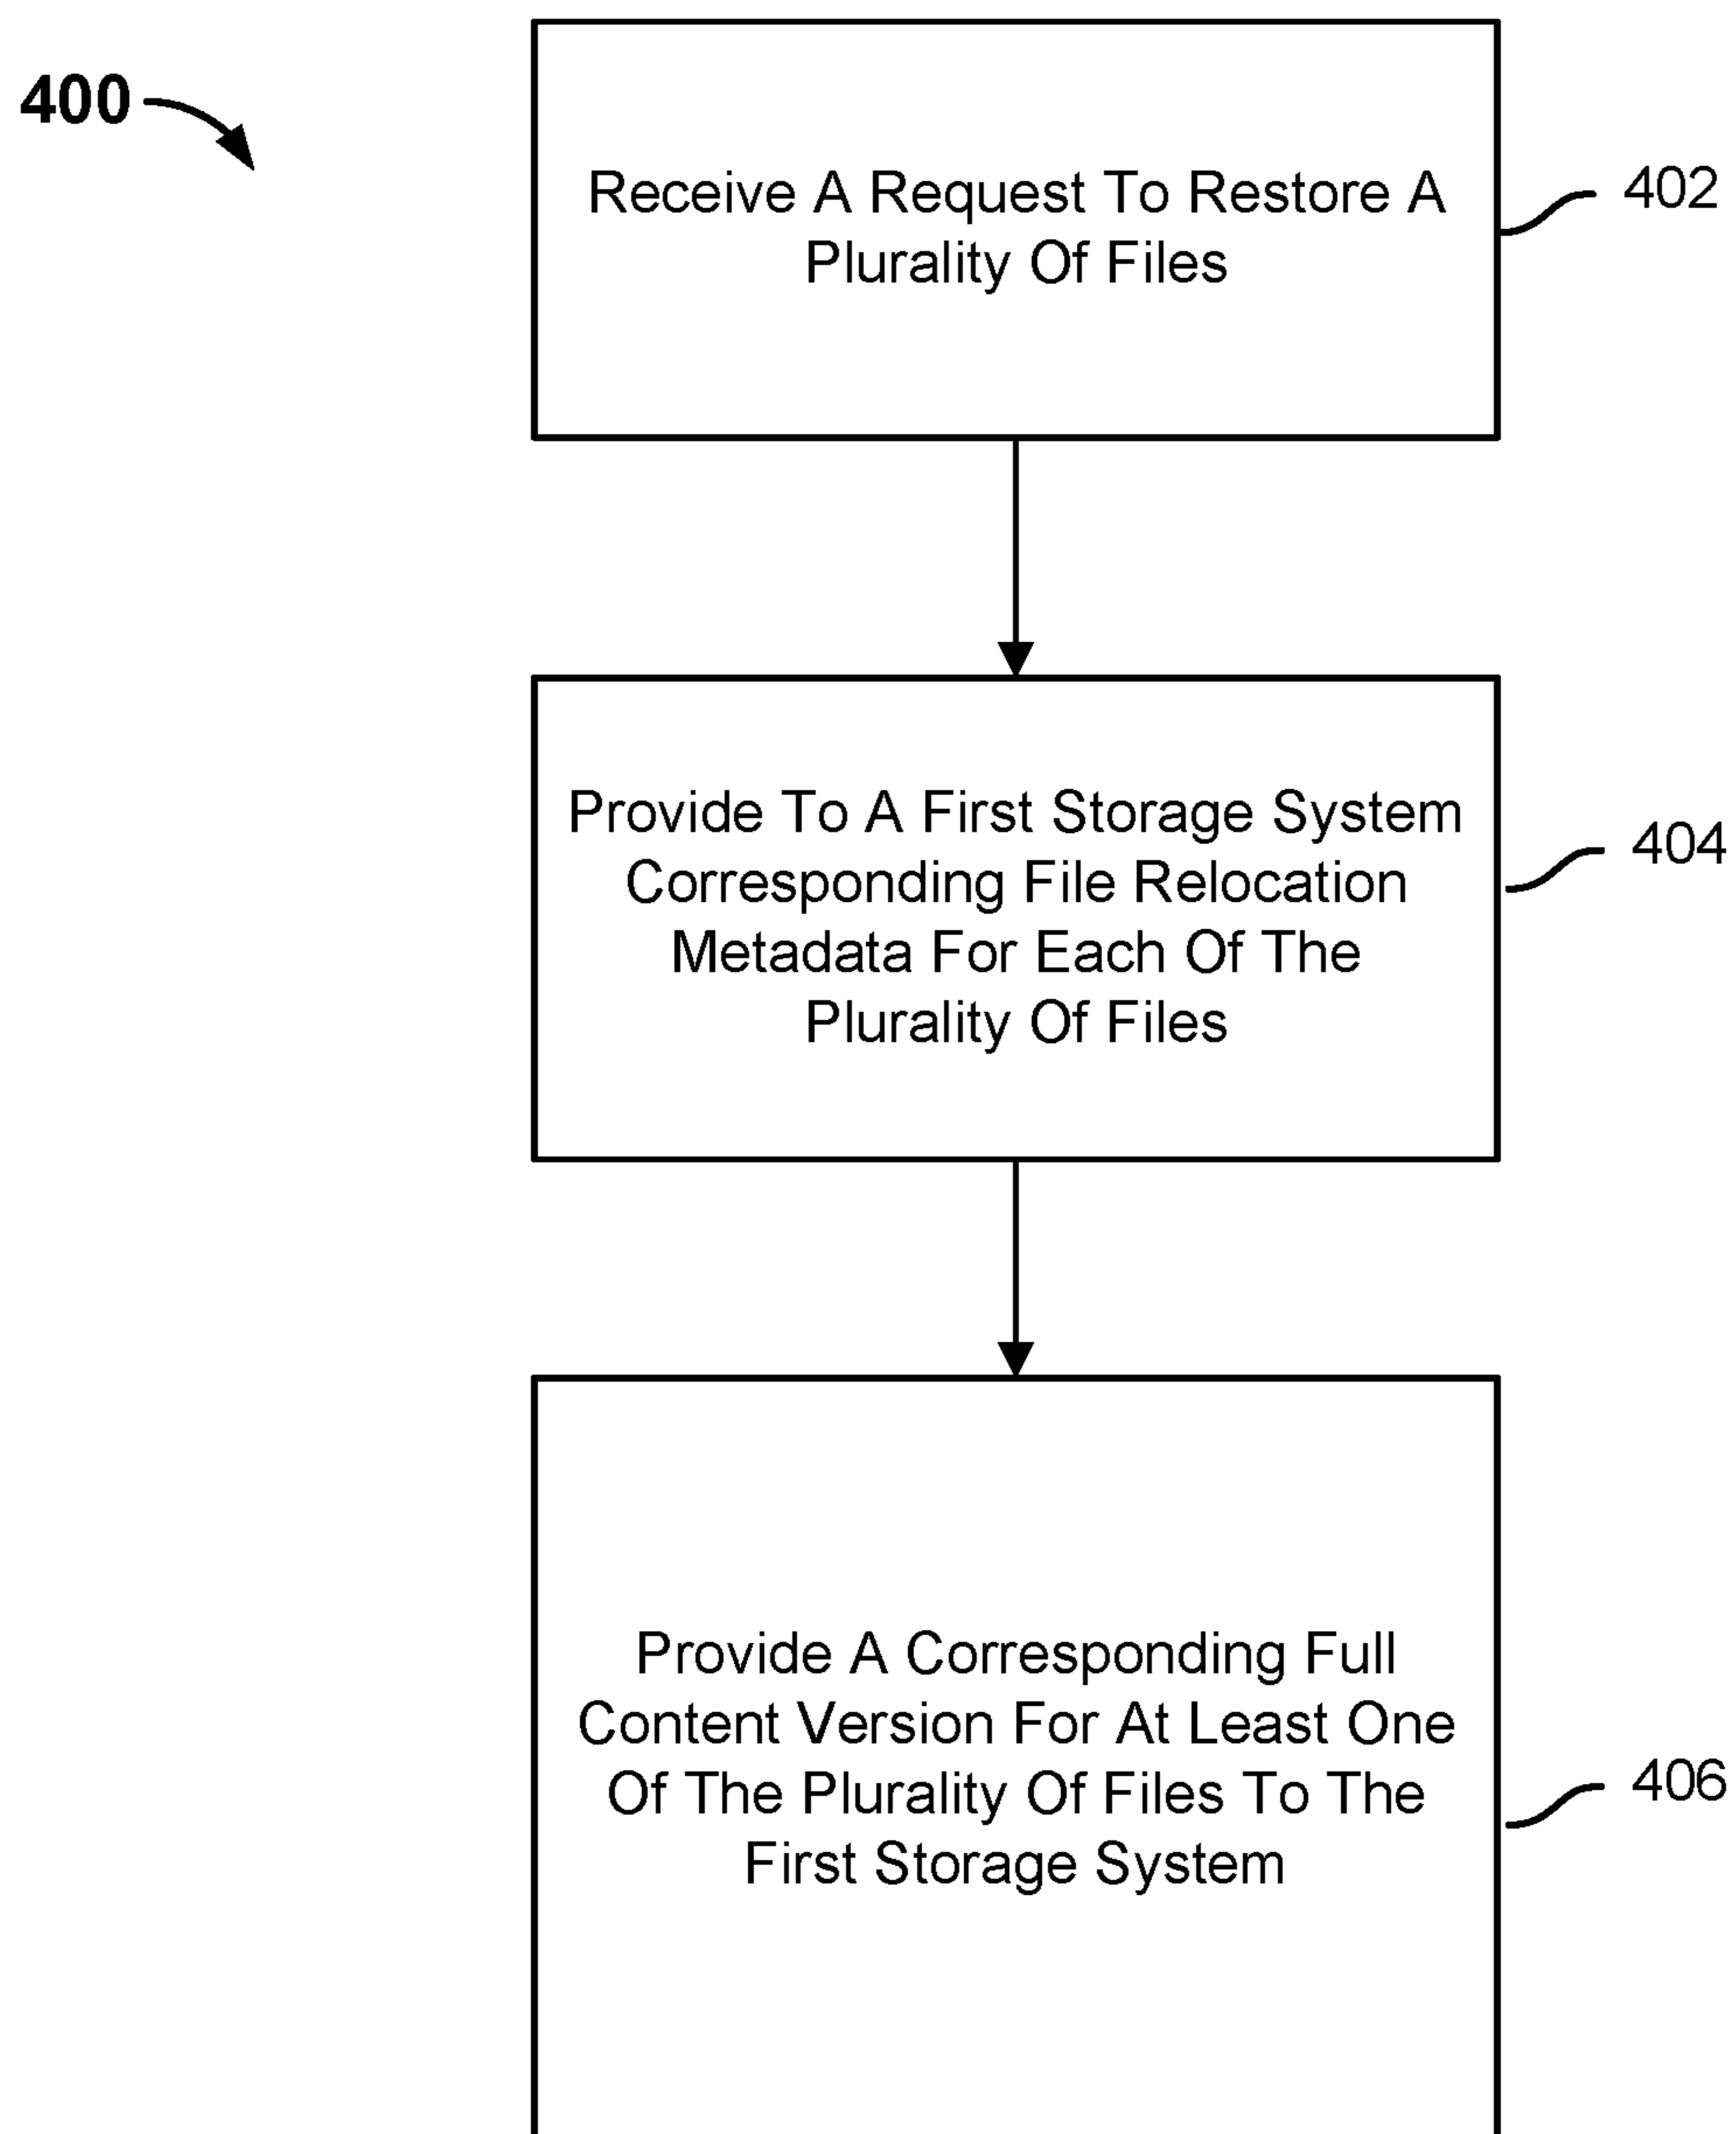 400
Receive A Request To Restore A
Plurality Of Files
402
Provide To A First Storage System
Corresponding File Relocation
Metadata For Each Of The
Plurality Of Files
404
Provide A Corresponding Full
Content Version For At Least One
Of The Plurality Of Files To The
First Storage System
406